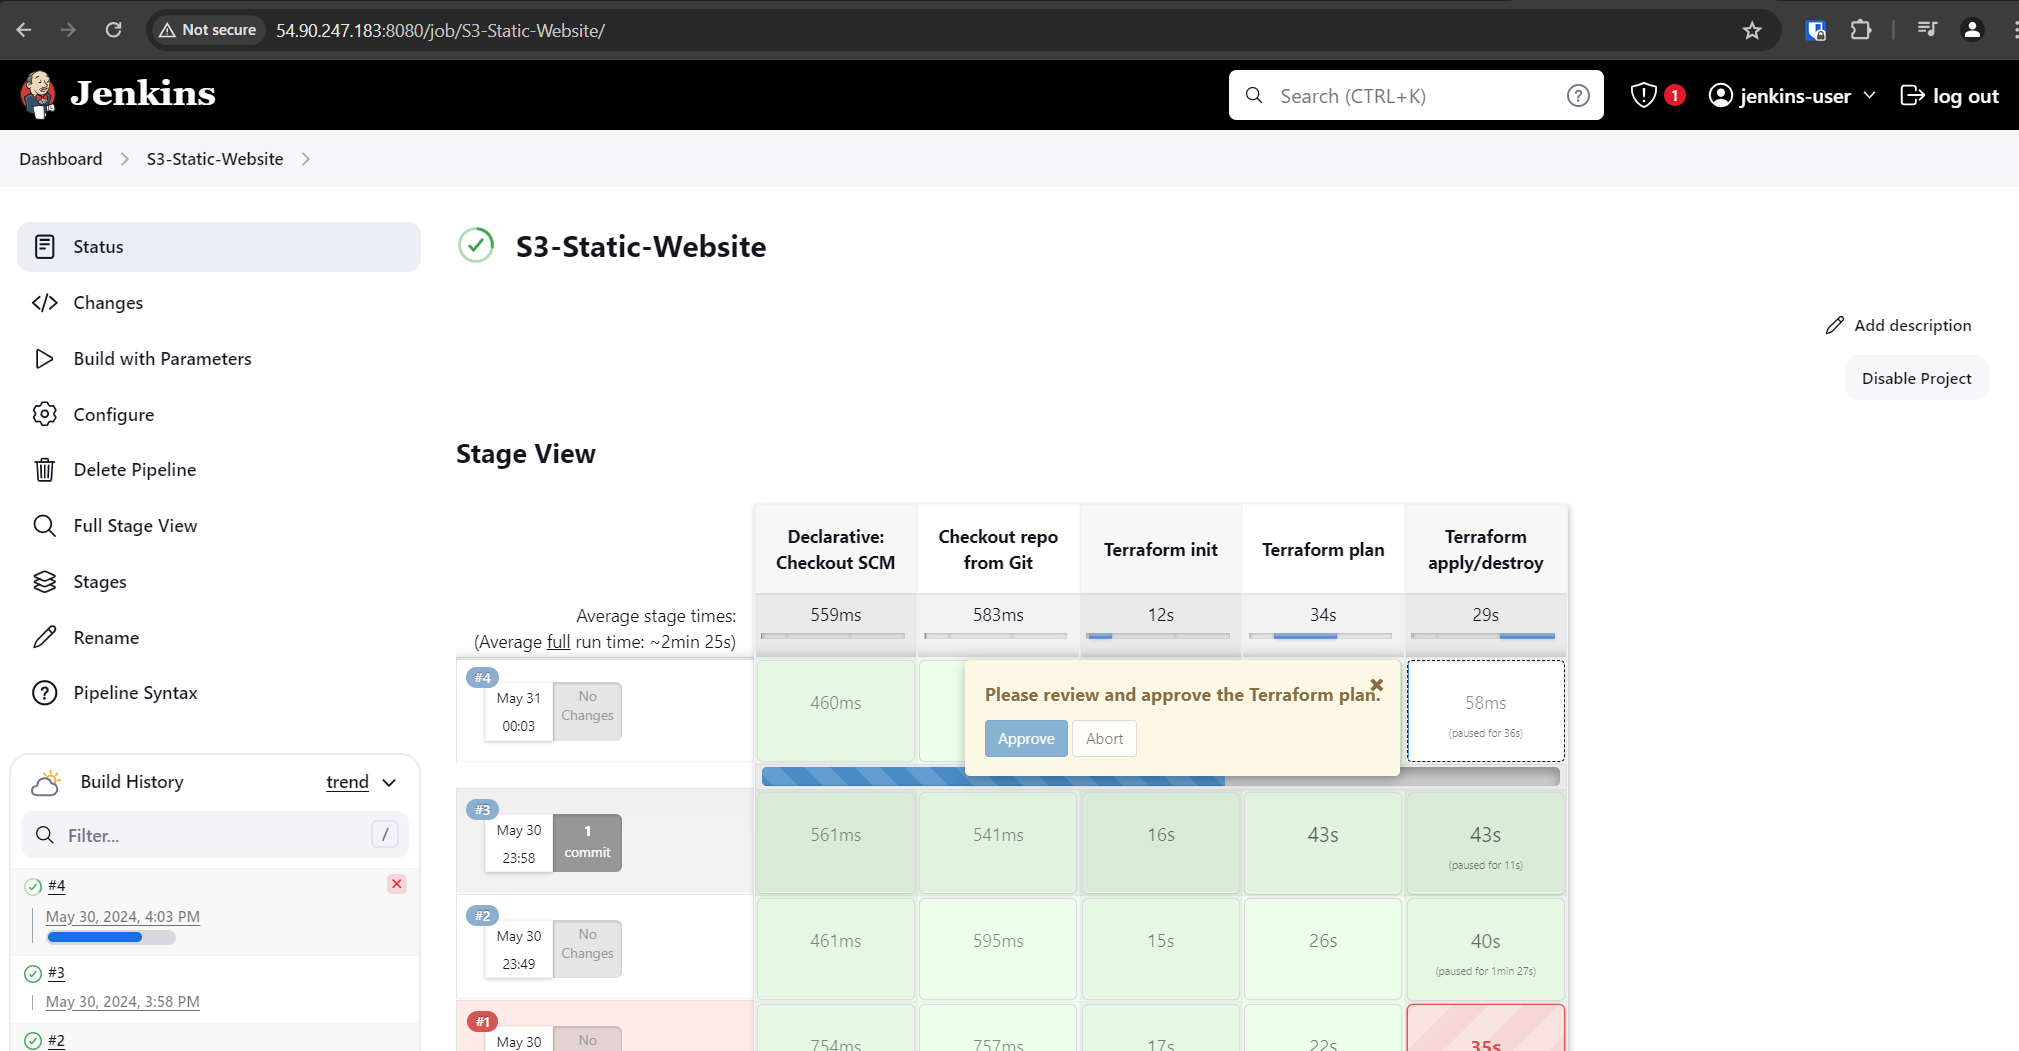 Not secure
54.90.247.183:8080/job/S3-Static-Website/
Jenkins
Search (CTRL+K)
?
1
jenkins-user
log out
Dashboard
S3-Static-Website
Status
Changes
Build with Parameters
Configure
Delete Pipeline
Full Stage View
Stages
Rename
Pipeline Syntax
Build History
trend
Filter...
/
#4
May 30, 2024, 4:03 PM
#3
May 30, 2024, 3:58 PM
#2
S3-Static-Website
Add description
Disable Project
Stage View
Declarative: Checkout SCM
Checkout repo from Git
Terraform init
Terraform plan
Terraform apply/destroy
Average stage times:
(Average full run time: ~2min 25s)
559ms
583ms
12s
34s
29s
#4
May 31
00:03
No
Changes
460ms
Please review and approve the Terraform plan.
Approve
Abort
58ms
(paused for 36s)
#3
May 30
23:58
1
commit
561ms
541ms
16s
43s
43s
(paused for 11s)
#2
May 30
23:49
No
Changes
461ms
595ms
15s
26s
40s
(paused for 1min 27s)
#1
May 30
No
754ms
757ms
17s
22s
35s